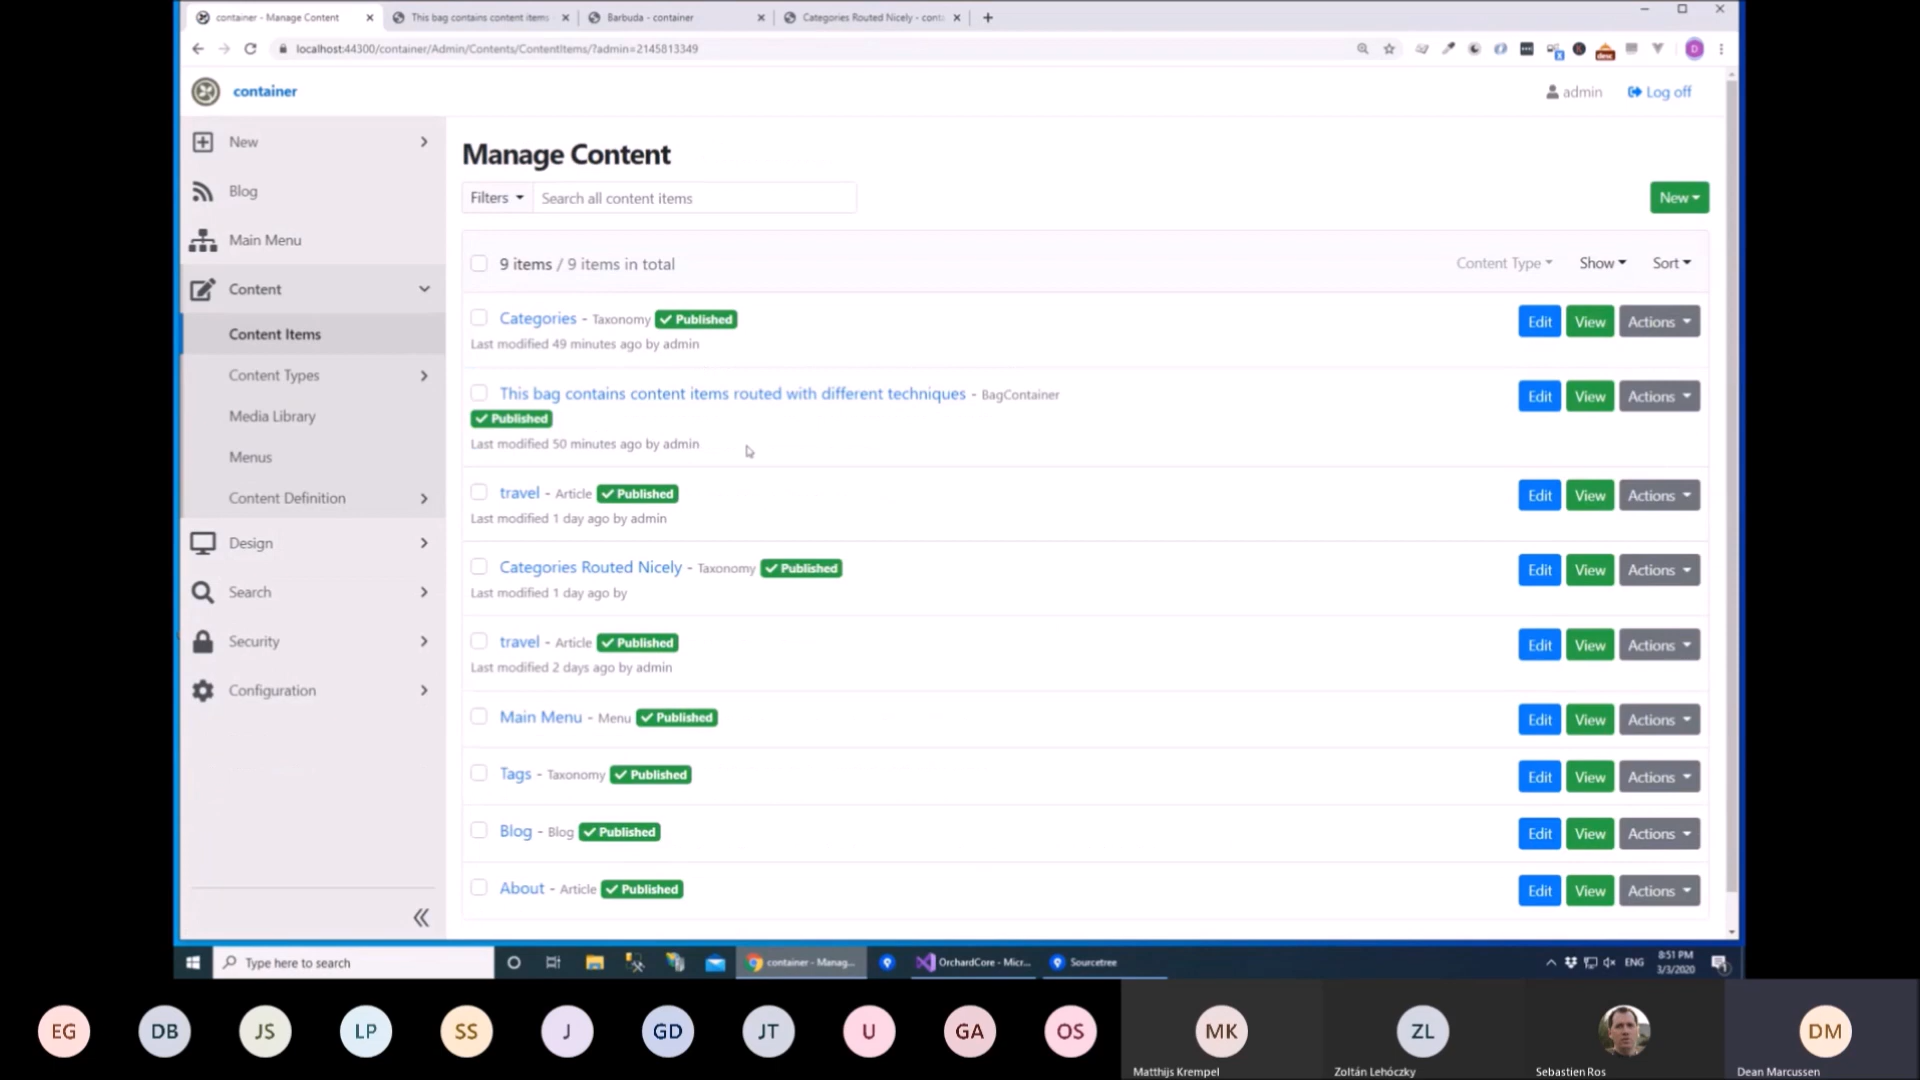 container - Manage Content
This bag contains content items
Barbuda - container
Categories Routed Nicely - cont
localhost:44300/container/Admin/Contents/ContentItems/?admin=2145813349
D
container
admin
Log off
New
Blog
Main Menu
Content
Content Items
Content Types
Media Library
Menus
Content Definition
Design
Search
Security
Configuration
Manage Content
Filters
Search all content items
New
9 items / 9 items in total
Content Type
Show
Sort
Categories - Taxonomy Published
Last modified 49 minutes ago by admin
Edit View Actions
This bag contains content items routed with different techniques - BagContainer
Published
Last modified 50 minutes ago by admin
Edit View Actions
travel - Article Published
Last modified 1 day ago by admin
Edit View Actions
Categories Routed Nicely - Taxonomy Published
Last modified 1 day ago by
Edit View Actions
travel - Article Published
Last modified 2 days ago by admin
Edit View Actions
Main Menu - Menu Published
Edit View Actions
Tags - Taxonomy Published
Edit View Actions
Blog - Blog Published
Edit View Actions
About - Article Published
Edit View Actions
Type here to search
container - Manag...
OrchardCore - Micr...
Sourcetree
ENG
8:51 PM
3/3/2020
EG
DB
JS
LP
SS
J
GD
JT
U
GA
OS
MK
Matthijs Krempel
ZL
Zoltán Lehóczky
Sebastien Ros
DM
Dean Marcussen